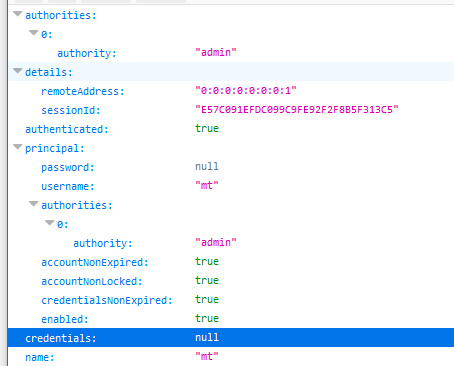 authorities:
0:
authority: "admin"
details:
remoteAddress: "0:0:0:0:0:0:0:1"
sessionId: "E57C091EFDC099C9FE92F2F8B5F313C5"
authenticated: true
principal:
password: null
username: "mt"
authorities:
0:
authority: "admin"
accountNonExpired: true
accountNonLocked: true
credentialsNonExpired: true
enabled: true
credentials: null
name: "mt"